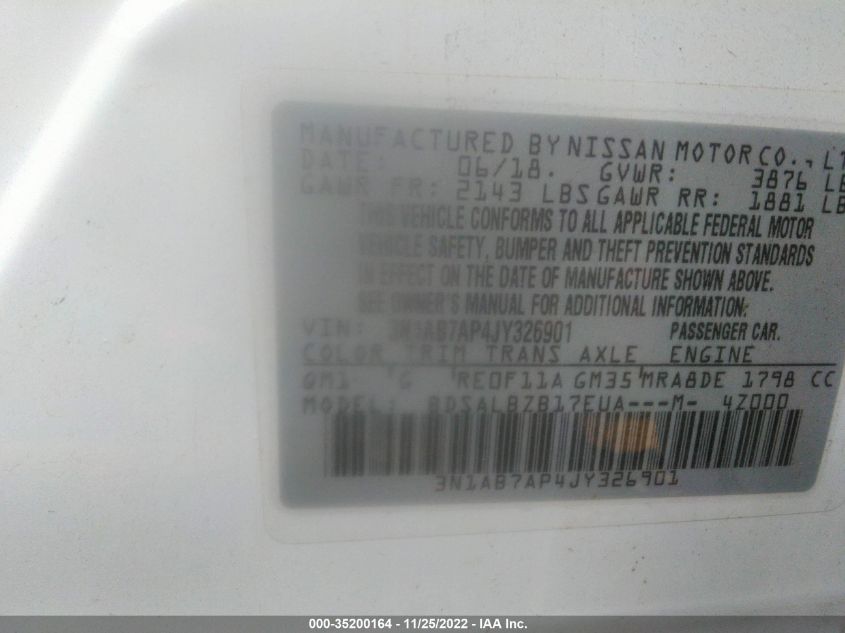 MANUFACTURED BY NISSAN MOTOR CO., LT
DATE: 06/18. GVWR: 3876 LB
GAWR FR: 2143 LBS GAWR RR: 1881 LB
THIS VEHICLE CONFORMS TO ALL APPLICABLE FEDERAL MOTOR
VEHICLE SAFETY, BUMPER AND THEFT PREVENTION STANDARDS
IN EFFECT ON THE DATE OF MANUFACTURE SHOWN ABOVE.
SEE OWNER'S MANUAL FOR ADDITIONAL INFORMATION.
VIN: 3N1AB7AP4JY326901 PASSENGER CAR.
COLOR TRIM TRANS AXLE ENGINE
G RE0F11A GM35 MRA8DE 1798 CC
MODEL: BDSALBZB17EUA---M- 4Z000
3N1AB7AP4JY326901
000-35200164 - 11/25/2022 - IAA Inc.